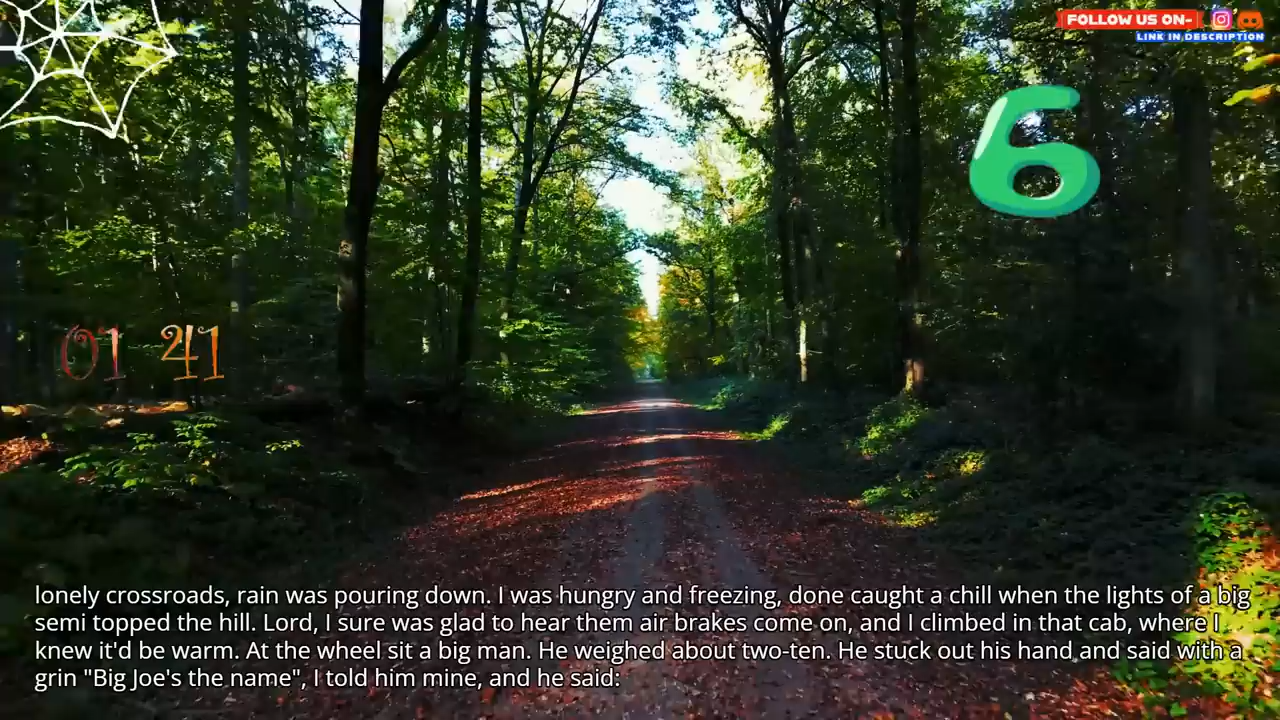 FOLLOW US ON-
LINK IN DESCRIPTION
6
01 41
lonely crossroads, rain was pouring down. I was hungry and freezing, done caught a chill when the lights of a big
semi topped the hill. Lord, I sure was glad to hear them air brakes come on, and I climbed in that cab, where I
knew it'd be warm. At the wheel sit a big man. He weighed about two-ten. He stuck out his hand and said with a
grin "Big Joe's the name", I told him mine, and he said: